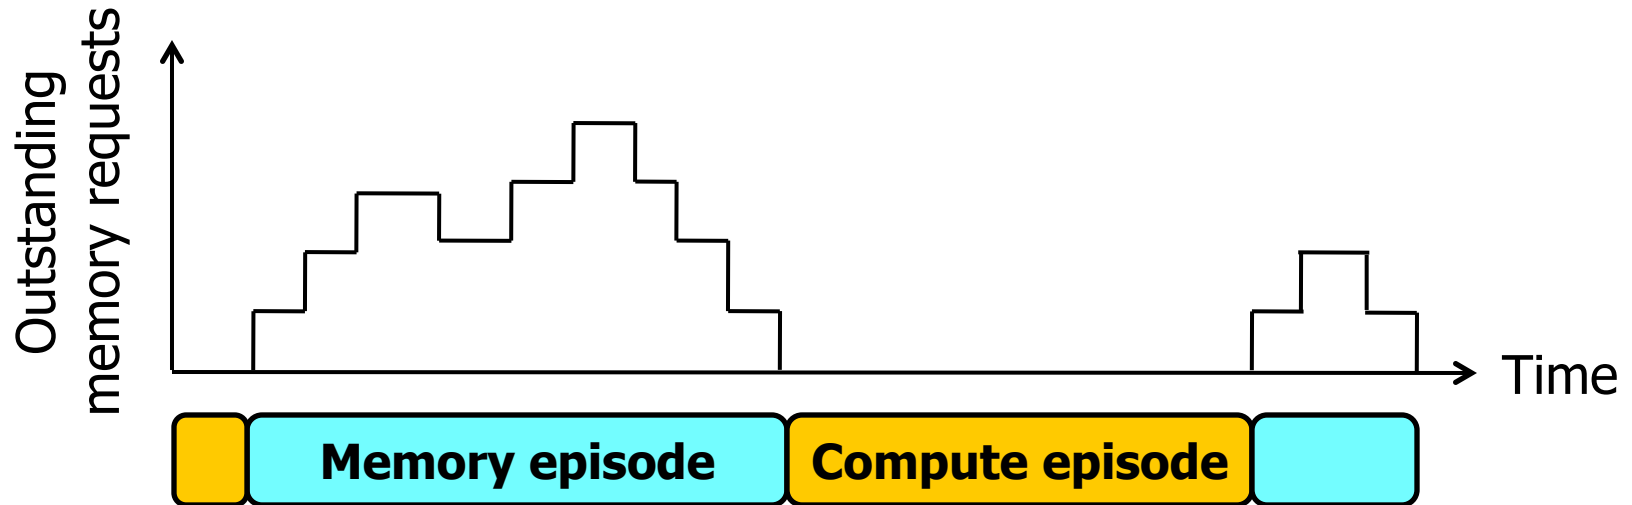 Outstanding
memory requests
Time
Memory episode
Compute episode